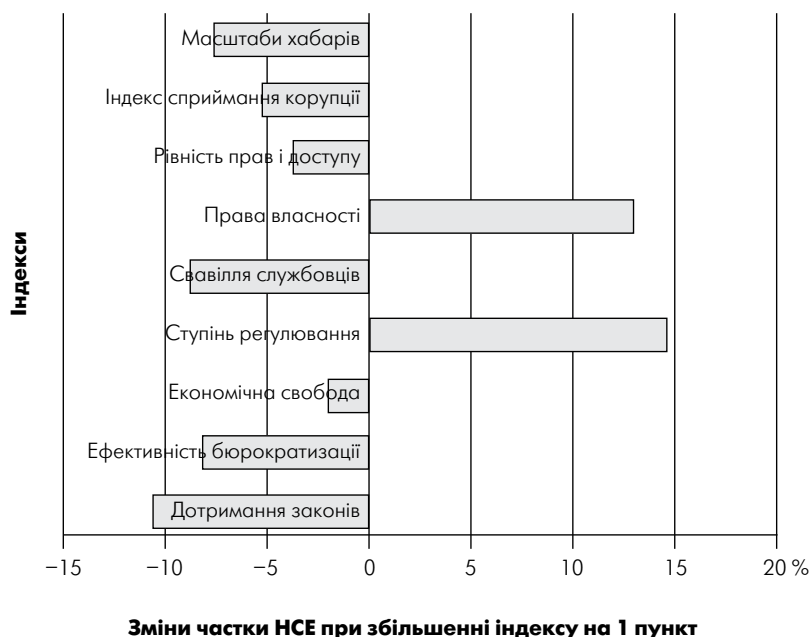 Масштаби хабарів
Індекс сприймання корупції
Рівність прав і доступу
Права власності
Свавілля службовців
Ступінь регулювання
Економічна свобода
Ефективність бюрократизації
Дотримання законів
Індекси
−15 −10 −5 0 5 10 15 20 %
Зміни частки НСЕ при збільшенні індексу на 1 пункт